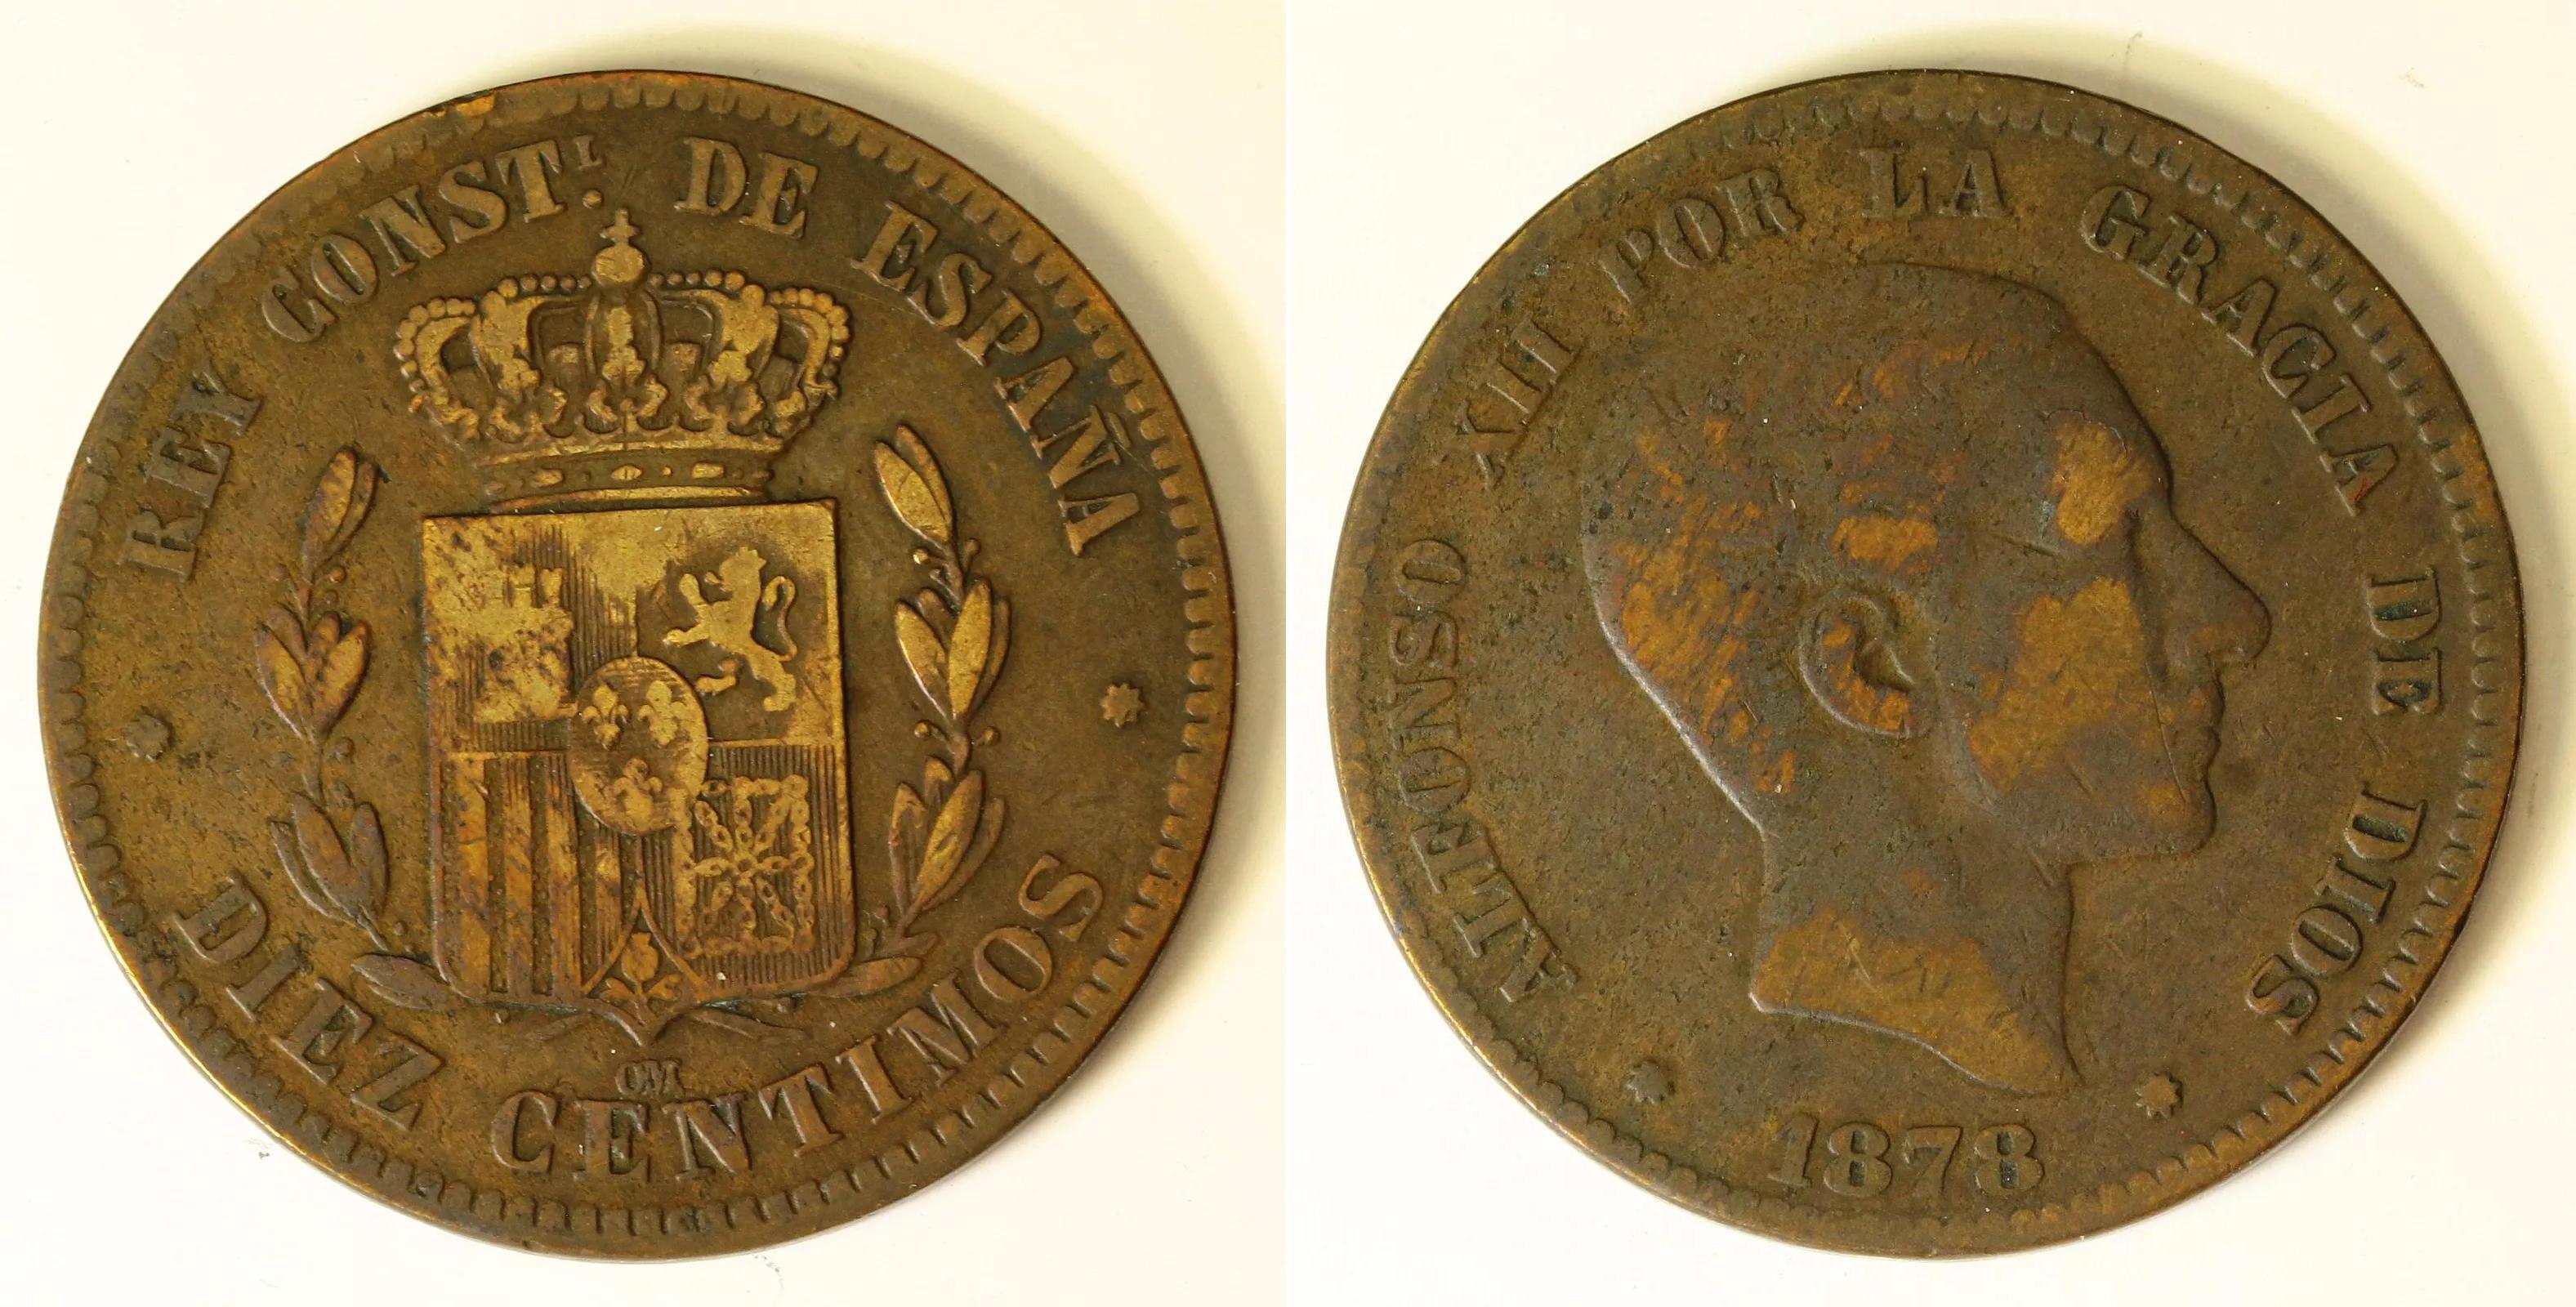 REY CONST.L DE ESPAÑA
OM
DIEZ CENTIMOS
ALFONSO XII POR LA GRACIA DE DIOS
1878